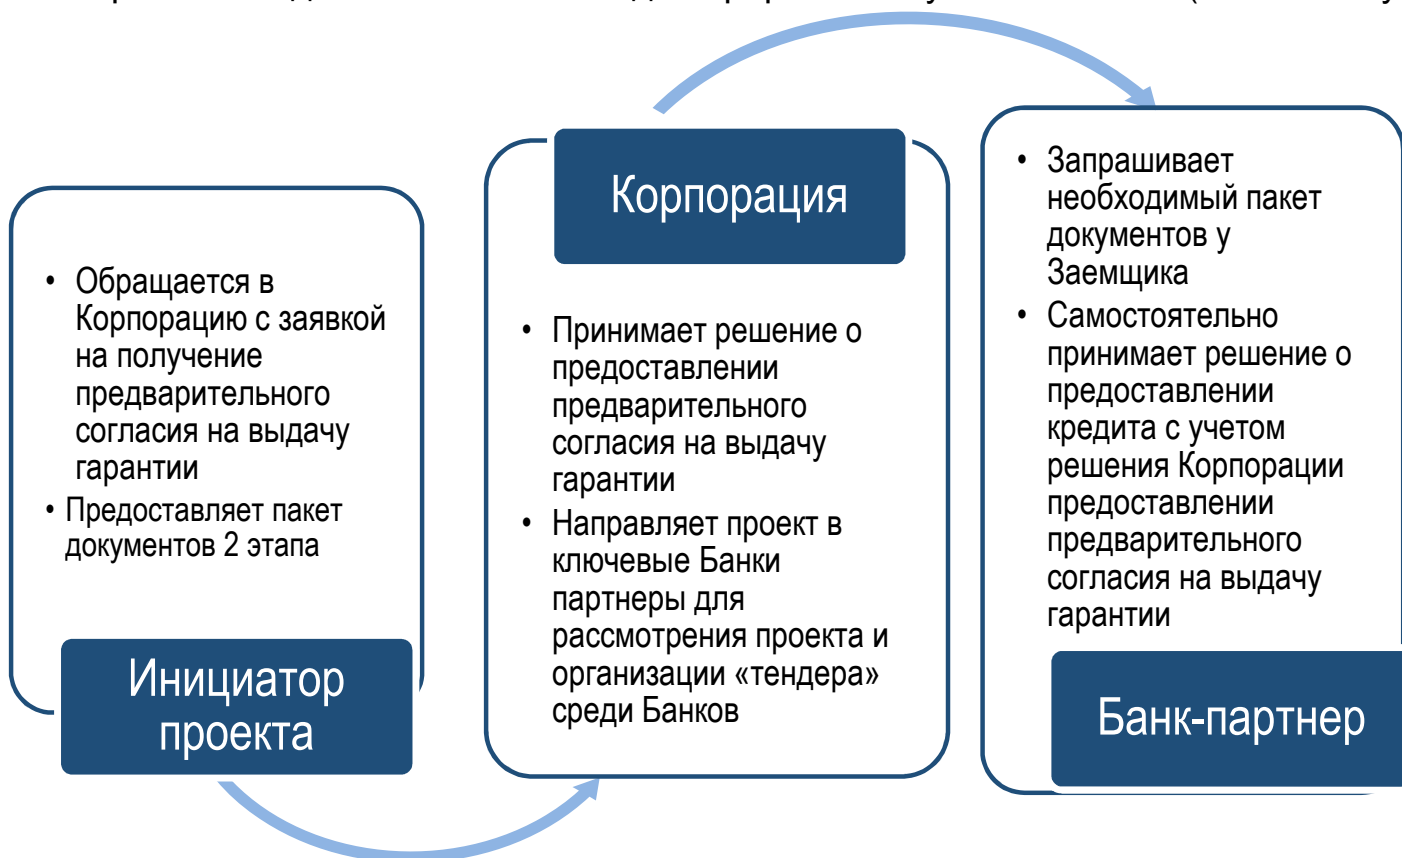 • Обращается в
Корпорацию с заявкой
на получение
предварительного
согласия на выдачу
гарантии
• Предоставляет пакет
документов 2 этапа
Инициатор
проекта
Корпорация
• Принимает решение о
предоставлении
предварительного
согласия на выдачу
гарантии
• Направляет проект в
ключевые Банки
партнеры для
рассмотрения проекта и
организации «тендера»
среди Банков
• Запрашивает
необходимый пакет
документов у
Заемщика
• Самостоятельно
принимает решение о
предоставлении
кредита с учетом
решения Корпорации
предоставлении
предварительного
согласия на выдачу
гарантии
Банк-партнер